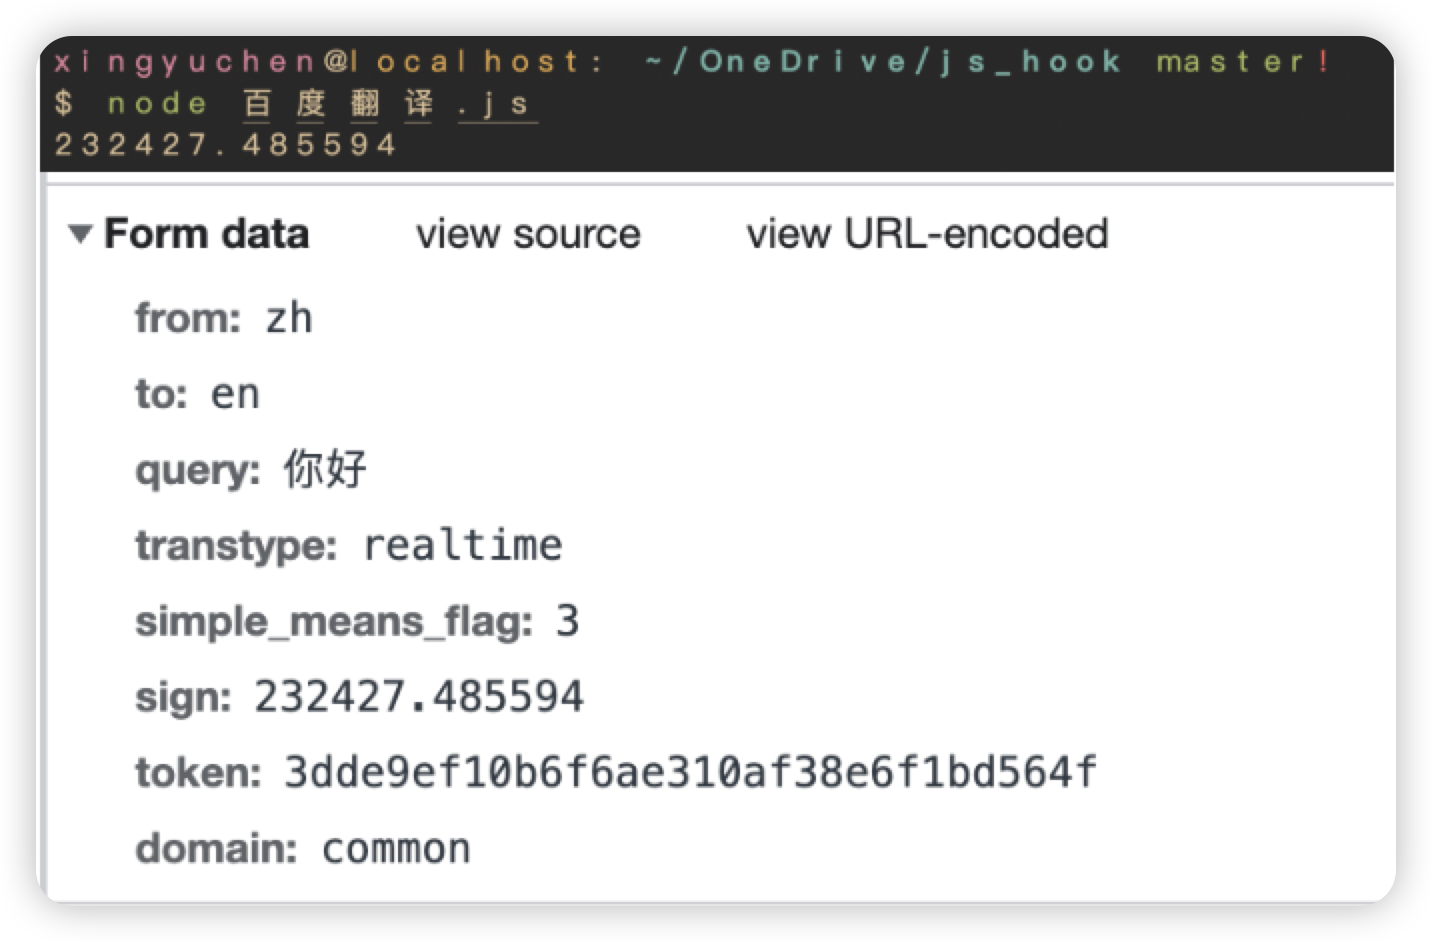 xingyuchen@localhost: ~/OneDrive/js_hook master!
$ node 百度翻译.js
232427.485594
Form data view source view URL-encoded
from: zh
to: en
query: 你好
transtype: realtime
simple_means_flag: 3
sign: 232427.485594
token: 3dde9ef10b6f6ae310af38e6f1bd564f
domain: common